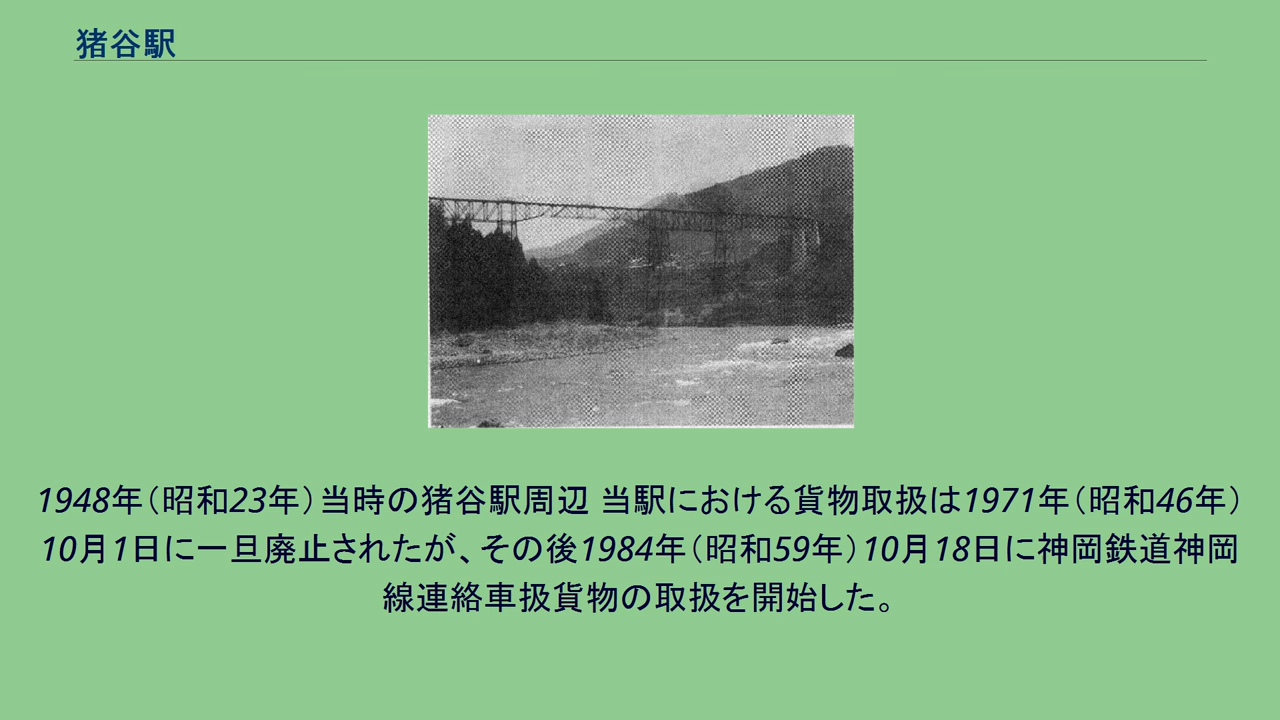 猪谷駅
1948年（昭和23年）当時の猪谷駅周辺 当駅における貨物取扱は1971年（昭和46年）
10月1日に一旦廃止されたが、その後1984年（昭和59年）10月18日に神岡鉄道神岡
線連絡車扱貨物の取扱を開始した。